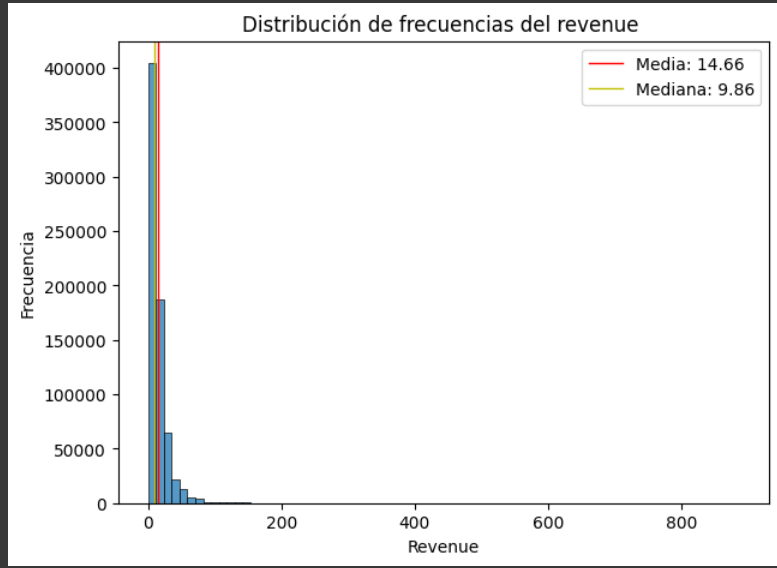 Distribución de frecuencias del revenue
Media: 14.66
Mediana: 9.86
400000
350000
300000
250000
200000
150000
100000
50000
0
Frecuencia
0 200 400 600 800
Revenue